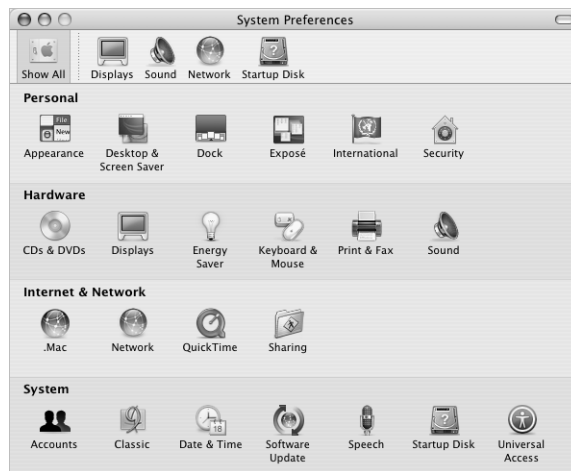 System Preferences
Show All Displays Sound Network Startup Disk
Personal
File
New
Appearance Desktop & Screen Saver Dock Exposé International Security
Hardware
CDs & DVDs Displays Energy Saver Keyboard & Mouse Print & Fax Sound
Internet & Network
.Mac Network QuickTime Sharing
System
18
Accounts Classic Date & Time Software Update Speech Startup Disk Universal Access